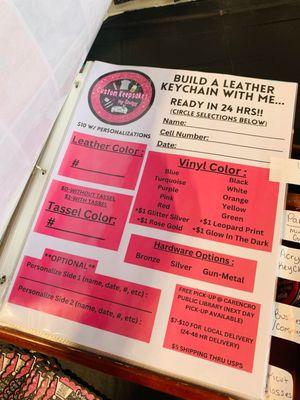 Custom Keepsakes
BUILD A LEATHER
KEYCHAIN WITH ME...
READY IN 24 HRS!!
(CIRCLE SELECTIONS BELOW)
$10 W/ PERSONALIZATIONS
Name:
Cell Number:
Date:
Leather Color:
#
$0-WITHOUT TASSEL
$1-WITH TASSEL
Tassel Color:
#
Vinyl Color:
Blue
Turquoise
Purple
Pink
Red
+$1 Glitter Silver
+$1 Rose Gold
Black
White
Orange
Yellow
Green
+$1 Leopard Print
+$1 Glow In The Dark
Hardware Options:
Bronze Silver Gun-Metal
**OPTIONAL**
Personalize Side 1 (name, date, #, etc) :
Personalize Side 2 (name, date, #, etc) :
FREE PICK-UP @ CARENCRO
PUBLIC LIBRARY (NEXT DAY
PICK-UP AVAILABLE)
$7-$10 FOR LOCAL DELIVERY
(24-48 HR DELIVERY)
$5 SHIPPING THRU USPS